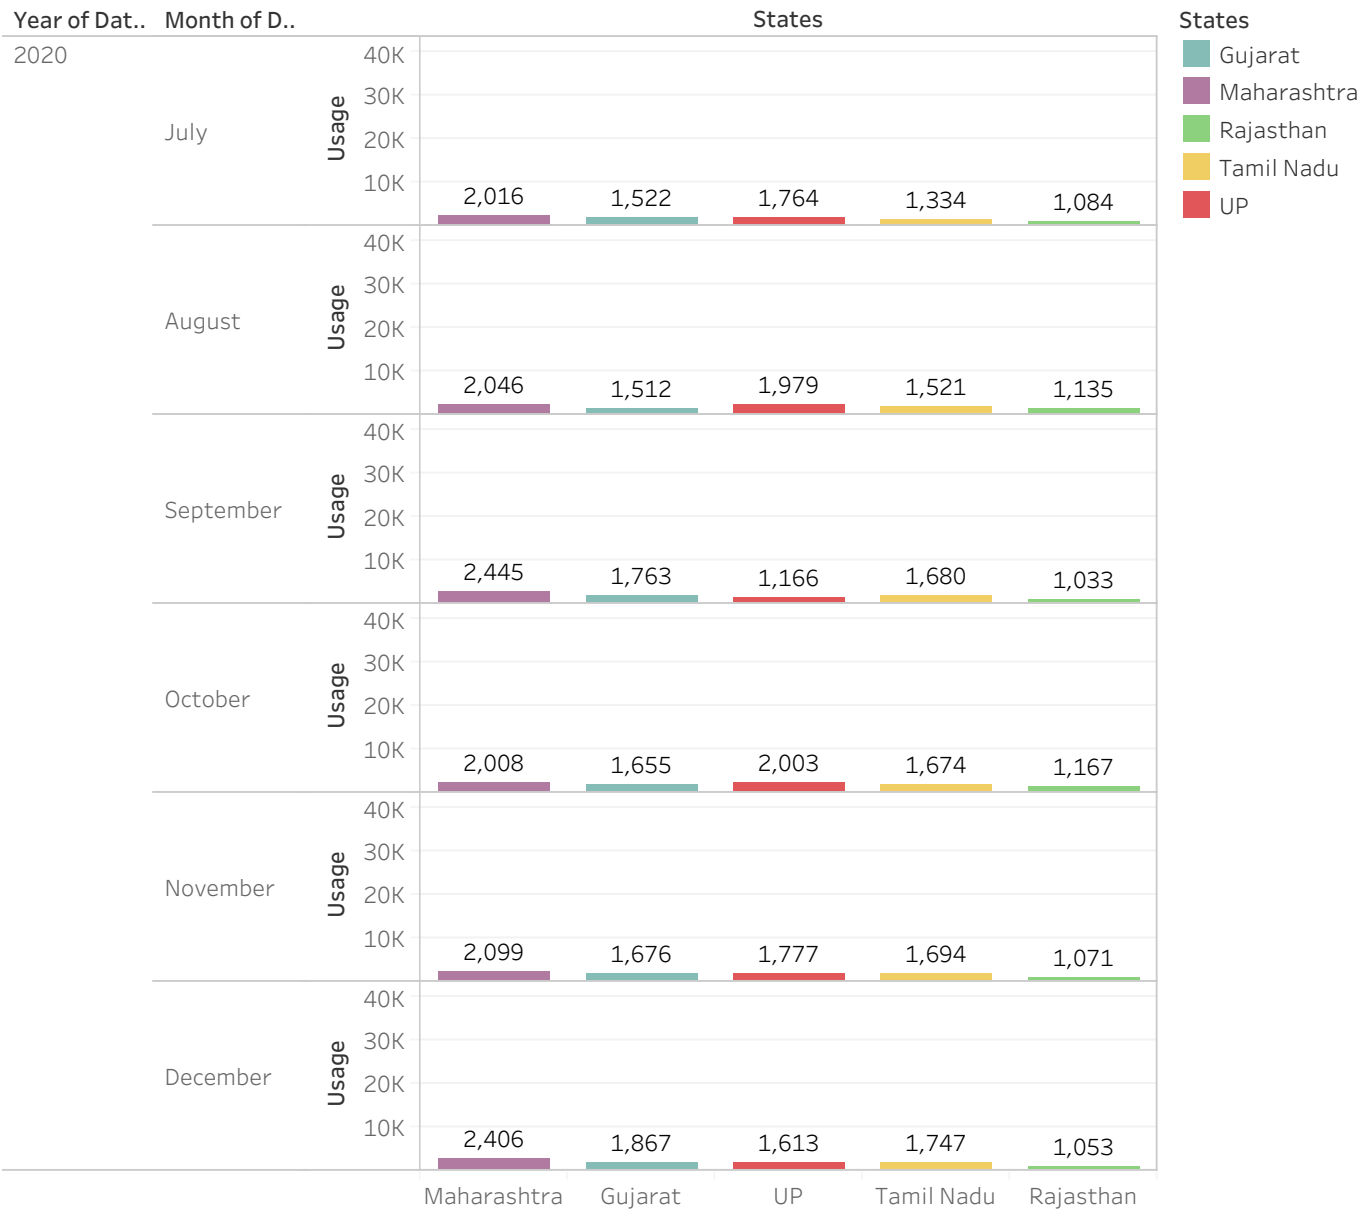 Year of Dat.. Month of D.. States
2020
July
Usage
40K
30K
20K
10K
2,016 1,522 1,764 1,334 1,084
August
Usage
40K
30K
20K
10K
2,046 1,512 1,979 1,521 1,135
September
Usage
40K
30K
20K
10K
2,445 1,763 1,166 1,680 1,033
October
Usage
40K
30K
20K
10K
2,008 1,655 2,003 1,674 1,167
November
Usage
40K
30K
20K
10K
2,099 1,676 1,777 1,694 1,071
December
Usage
40K
30K
20K
10K
2,406 1,867 1,613 1,747 1,053
Maharashtra Gujarat UP Tamil Nadu Rajasthan
States
Gujarat
Maharashtra
Rajasthan
Tamil Nadu
UP